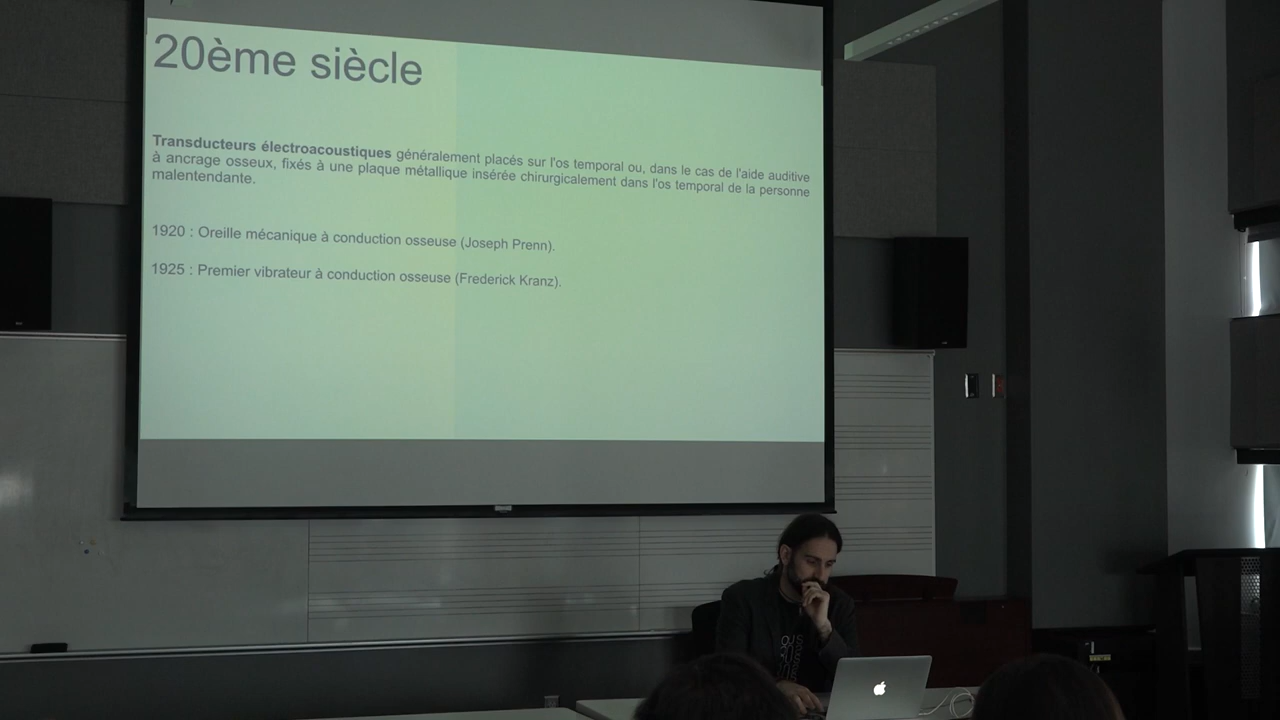 20ème siècle
Transducteurs électroacoustiques généralement placés sur l'os temporal ou, dans le cas de l'aide auditive
à ancrage osseux, fixés à une plaque métallique insérée chirurgicalement dans l'os temporal de la personne
malentendante.
1920 : Oreille mécanique à conduction osseuse (Joseph Prenn).
1925 : Premier vibrateur à conduction osseuse (Frederick Kranz).